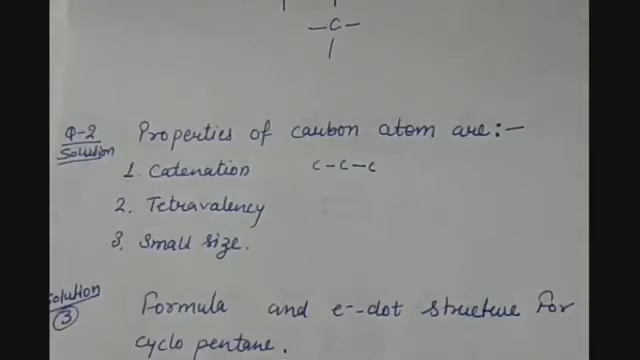 -C-
Q-2 Properties of carbon atom are:-
Solution
1. Catenation C-C-C
2. Tetravalency
3. Small size.
Solution Formula and e--dot structure for
3
cyclo pentane.